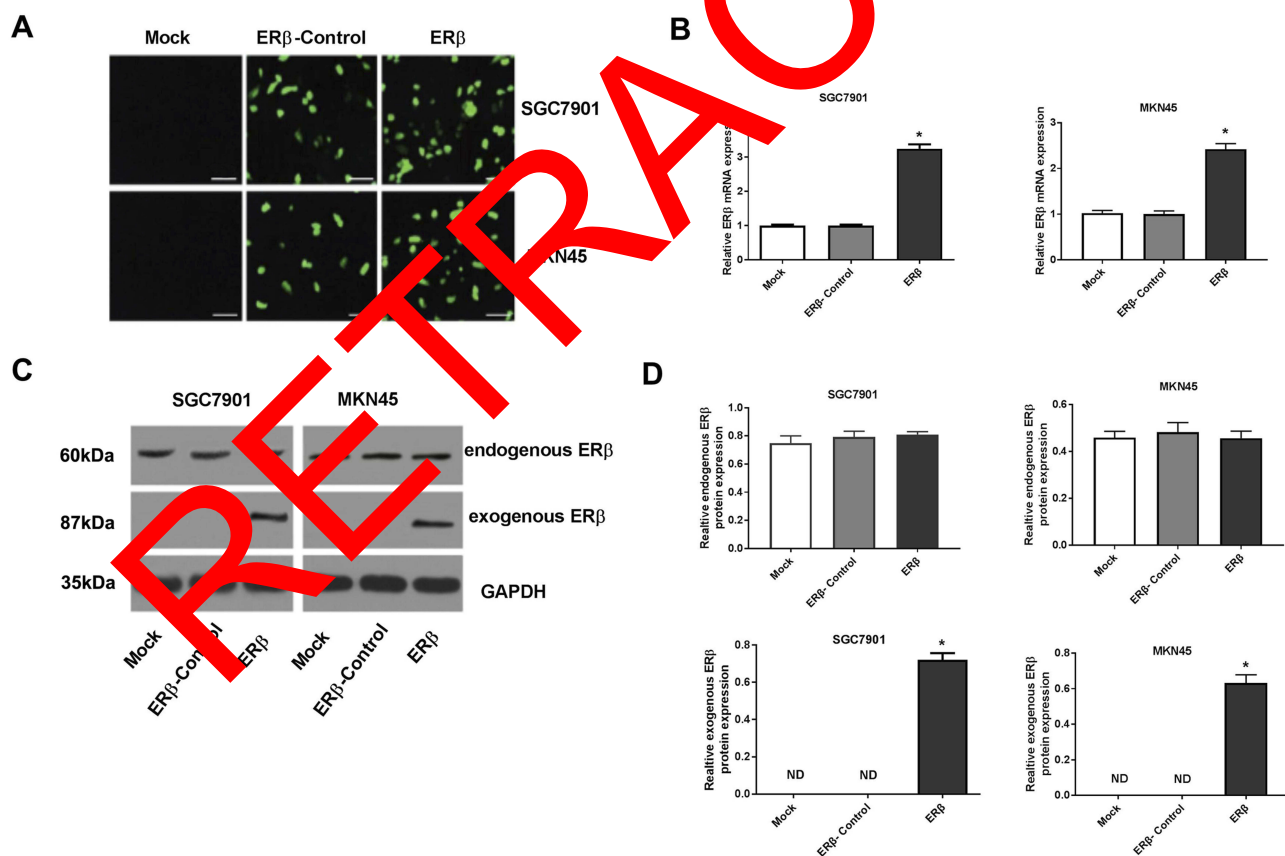 A
Mock
ERβ-Control
ERβ
SGC7901
KN45
B
SGC7901
Relative ERβ mRNA expression
3
2
1
0
*
Mock
ERβ- Control
ERβ
MKN45
Relative ERβ mRNA expression
3
2
1
0
*
Mock
ERβ- Control
ERβ
C
SGC7901
MKN45
60kDa
endogenous ERβ
87kDa
exogenous ERβ
35kDa
GAPDH
Mock
ERβ-Control
ERβ
Mock
ERβ-Control
ERβ
D
SGC7901
Realtive endogenous ERβ
protein expression
1.0
0.8
0.6
0.4
0.2
0.0
Mock
ERβ- Control
ERβ
MKN45
Realtive endogenous ERβ
protein expression
0.6
0.4
0.2
0.0
Mock
ERβ- Control
ERβ
SGC7901
Realtive exogenous ERβ
protein expression
0.8
0.6
0.4
0.2
0.0
ND
ND
*
Mock
ERβ- Control
ERβ
MKN45
Realtive exogenous ERβ
protein expression
0.8
0.6
0.4
0.2
0.0
ND
ND
*
Mock
ERβ- Control
ERβ
RETRAC